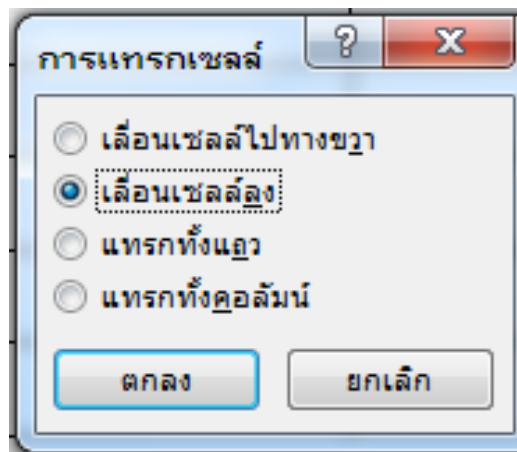 การแทรกเซลล์
เลื่อนเซลล์ไปทางขวา
เลื่อนเซลล์ลง
แทรกทั้งแถว
แทรกทั้งคอลัมน์
ตกลง ยกเลิก